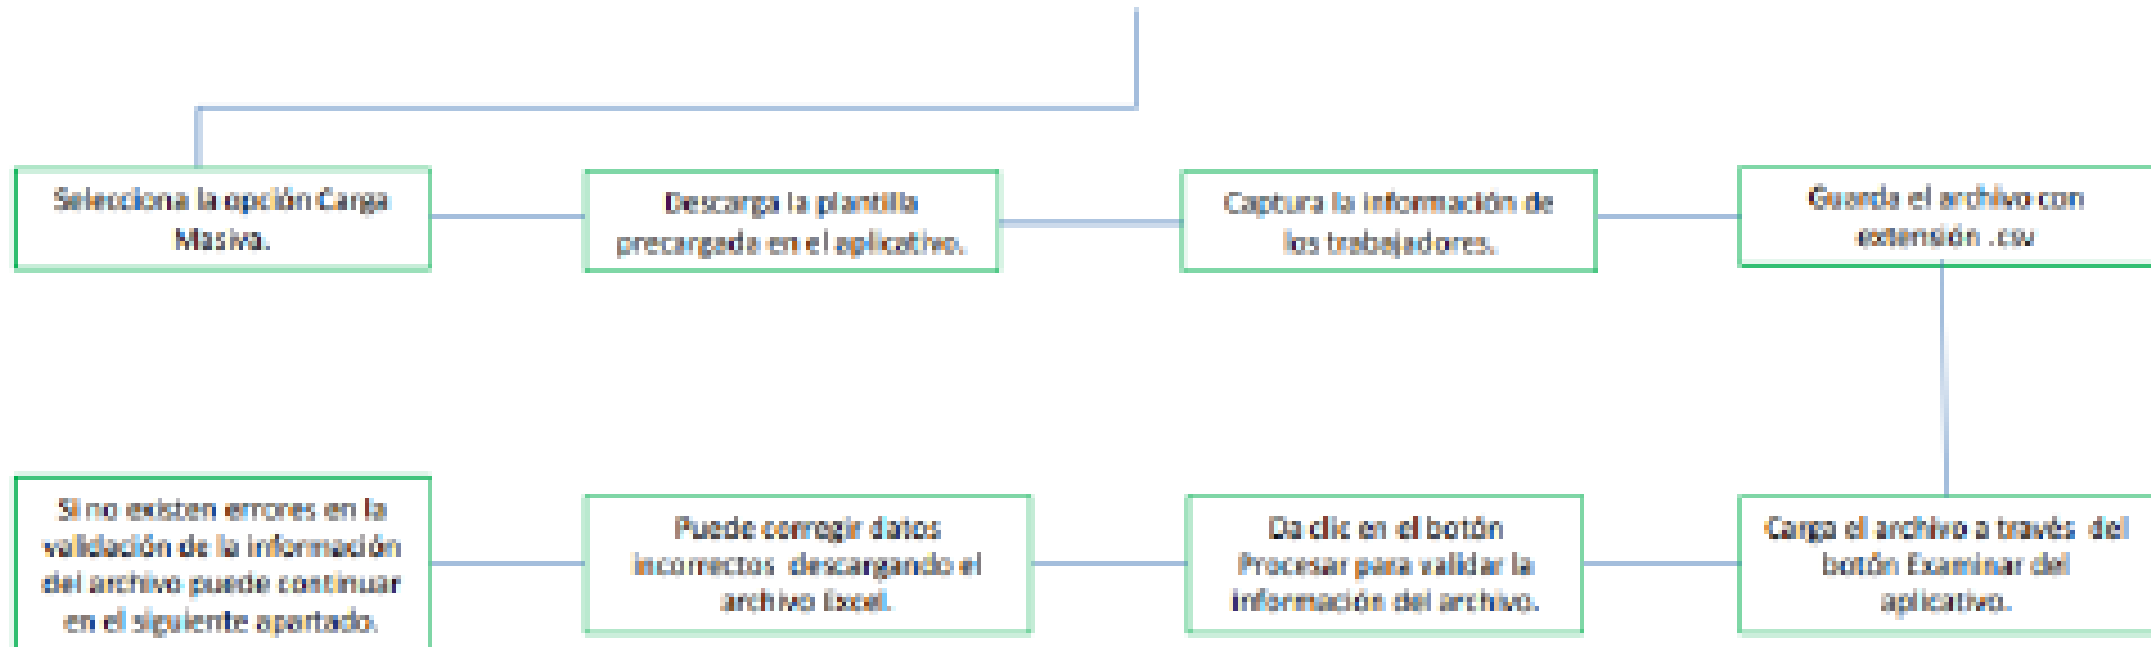 Selecciona la opción Carga
Masiva.
Descarga la plantilla
precargada en el aplicativo.
Captura la información de
los trabajadores.
Guarda el archivo con
extensión .csv
Carga el archivo a través del
botón Examinar del
aplicativo.
Da clic en el botón
Procesar para validar la
información del archivo.
Puede corregir datos
incorrectos descargando el
archivo Excel.
Si no existen errores en la
validación de la información
del archivo puede continuar
en el siguiente apartado.